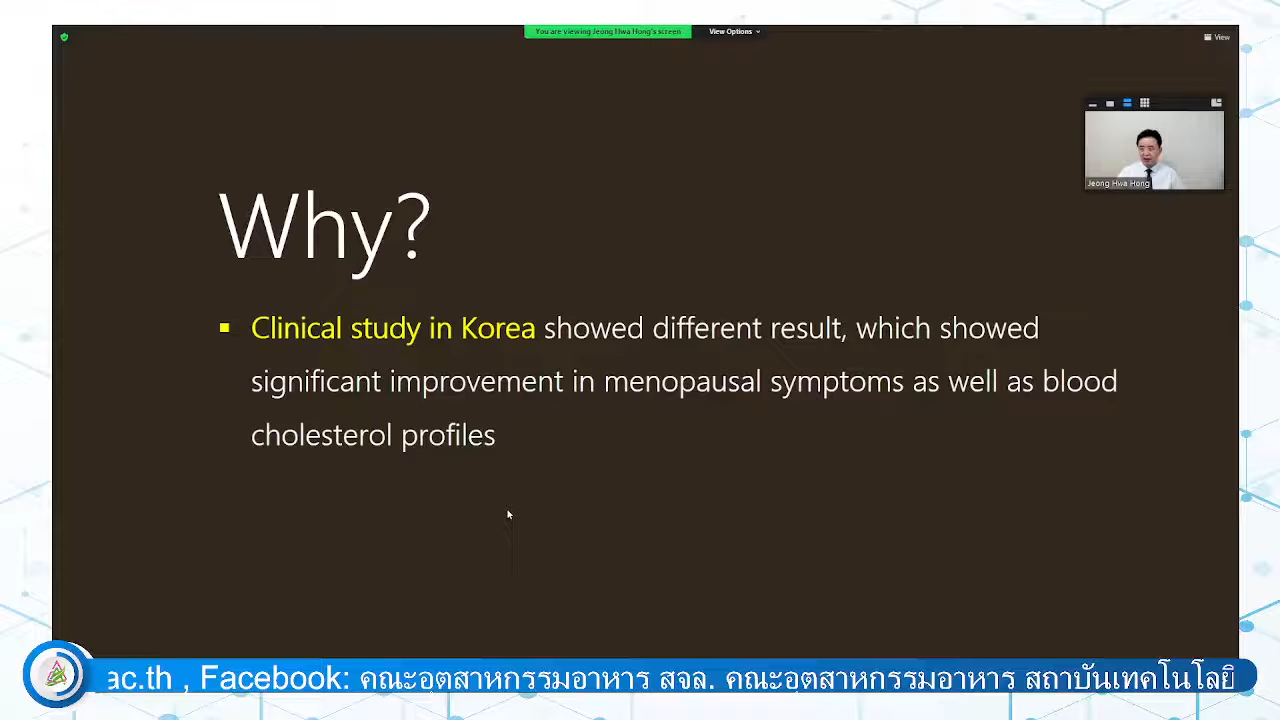 You are viewing Jeong Hwa Hong's screen
View Options
View
Jeong Hwa Hong
Why?
Clinical study in Korea showed different result, which showed
significant improvement in menopausal symptoms as well as blood
cholesterol profiles
ac.th , Facebook: คณะอุตสาหกรรมอาหาร สจล. คณะอุตสาหกรรมอาหาร สถาบันเทคโนโลยี